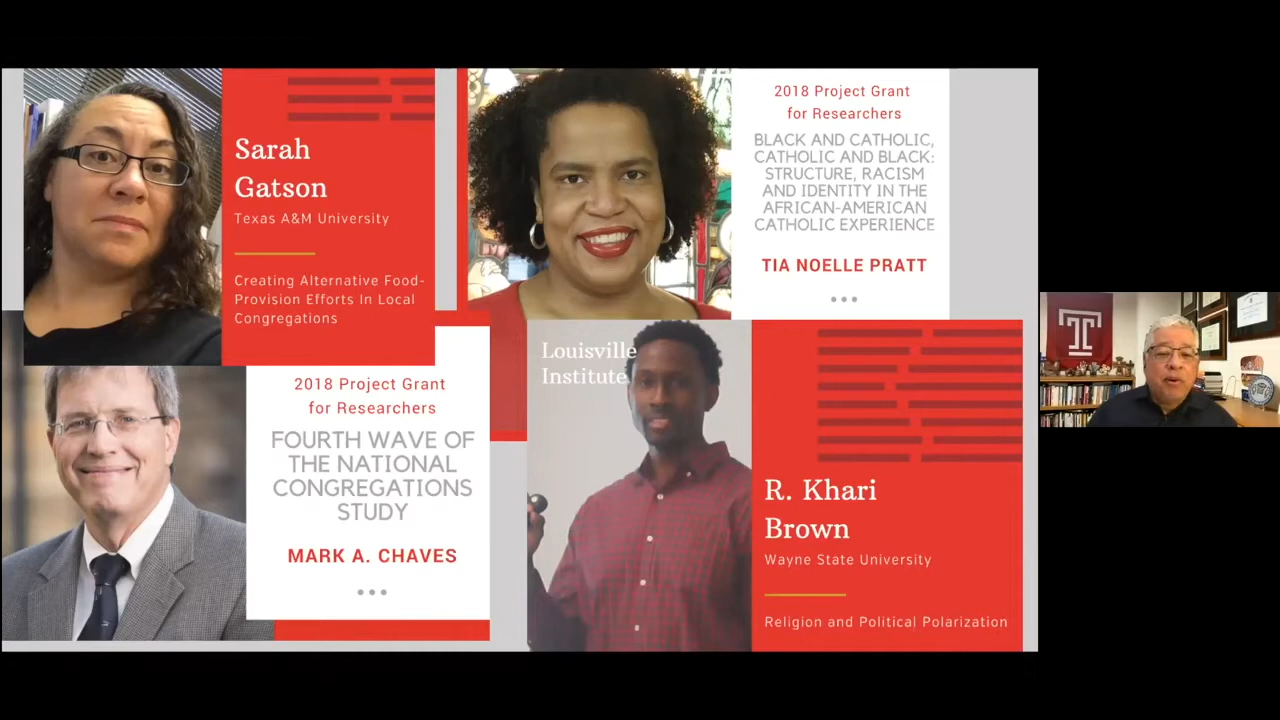 Sarah
Gatson
Texas A&M University
Creating Alternative Food-
Provision Efforts In Local
Congregations
2018 Project Grant
for Researchers
BLACK AND CATHOLIC,
CATHOLIC AND BLACK:
STRUCTURE, RACISM
AND IDENTITY IN THE
AFRICAN-AMERICAN
CATHOLIC EXPERIENCE
TIA NOELLE PRATT
2018 Project Grant
for Researchers
FOURTH WAVE OF
THE NATIONAL
CONGREGATIONS
STUDY
MARK A. CHAVES
Louisville
Institute
R. Khari
Brown
Wayne State University
Religion and Political Polarization